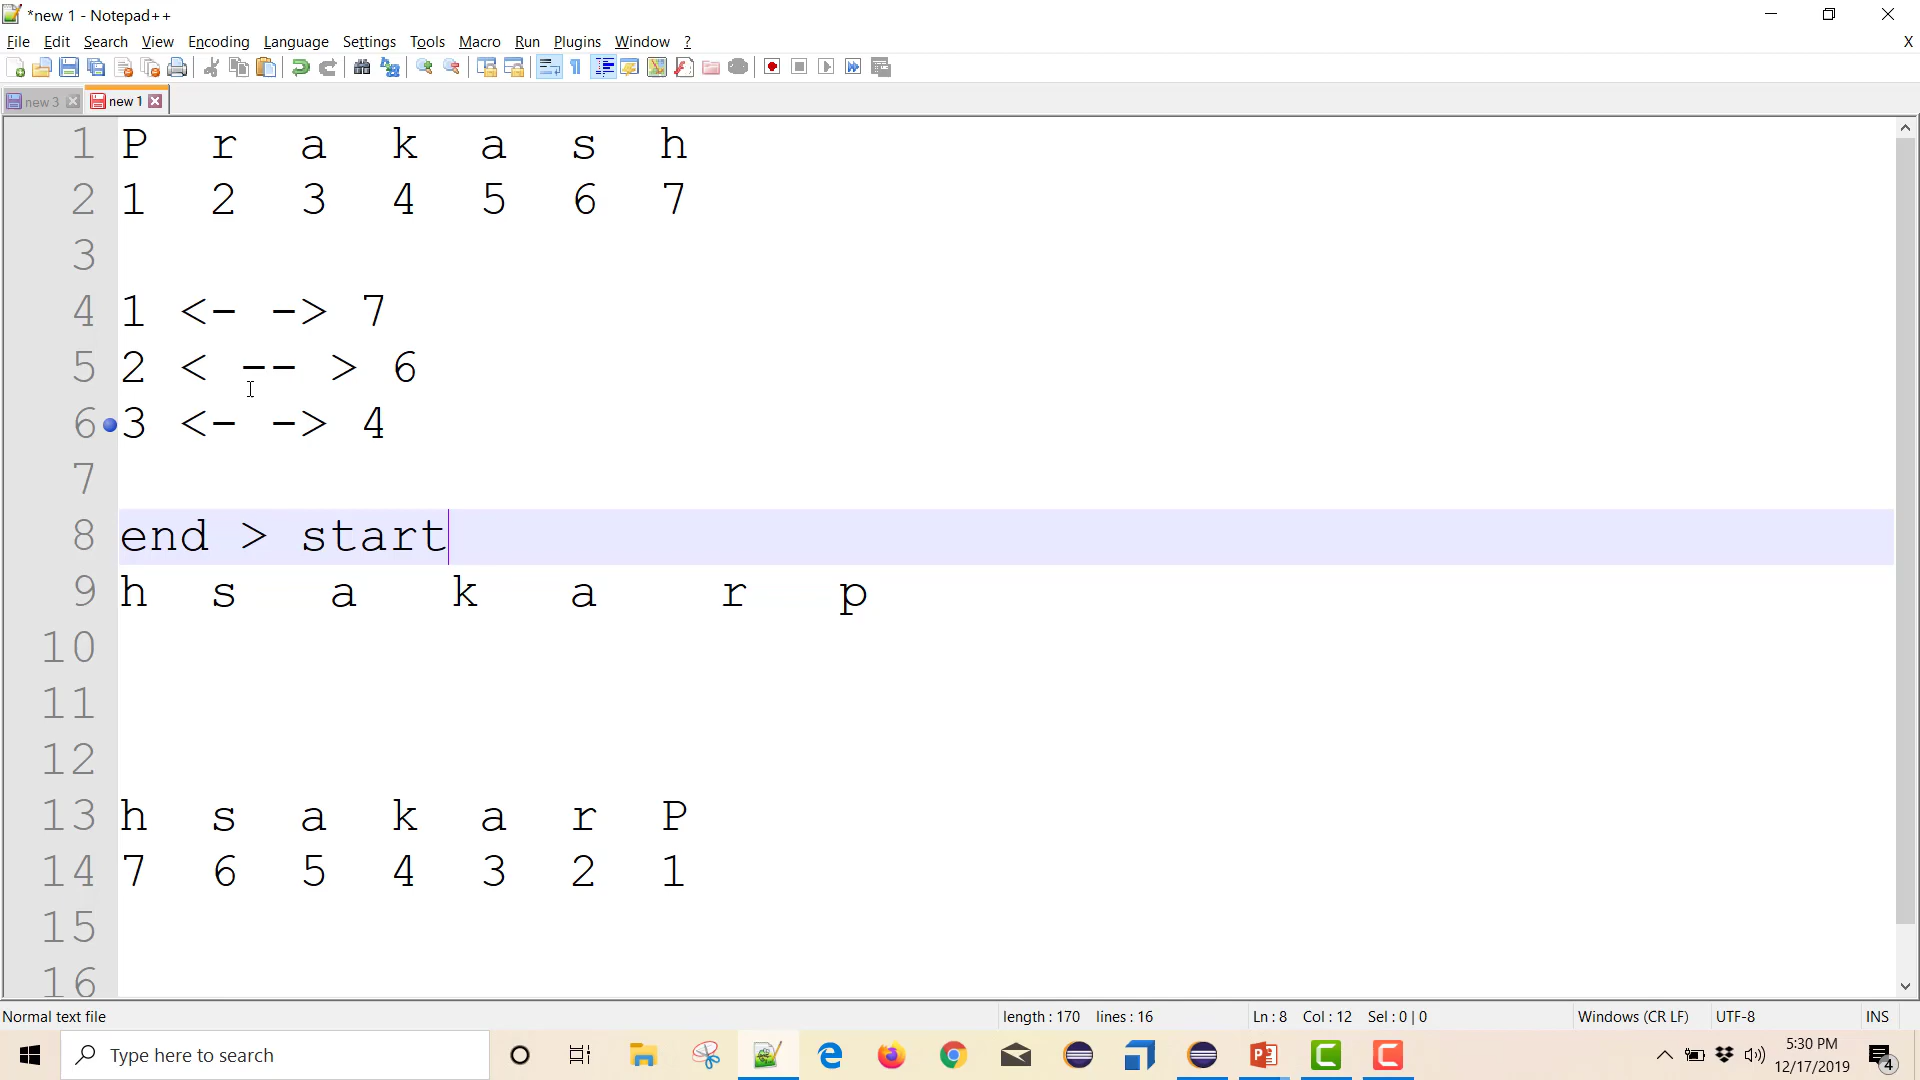 *new 1 - Notepad++
File Edit Search View Encoding Language Settings Tools Macro Run Plugins Window ? X
new 3 new 1
1 P r a k a s h
2 1 2 3 4 5 6 7
3
4 1 <- -> 7
5 2 < -- > 6
6 3 <- -> 4
7
8 end > start
9 h s a k a r p
10
11
12
13 h s a k a r P
14 7 6 5 4 3 2 1
15
16
Normal text file length : 170 lines : 16 Ln : 8 Col : 12 Sel : 0 | 0 Windows (CR LF) UTF-8 INS
Type here to search
5:30 PM
12/17/2019
4